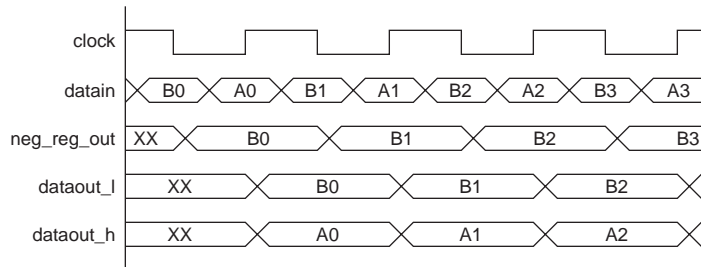 clock
datain B0 A0 B1 A1 B2 A2 B3 A3
neg_reg_out XX B0 B1 B2 B3
dataout_l XX B0 B1 B2
dataout_h XX A0 A1 A2